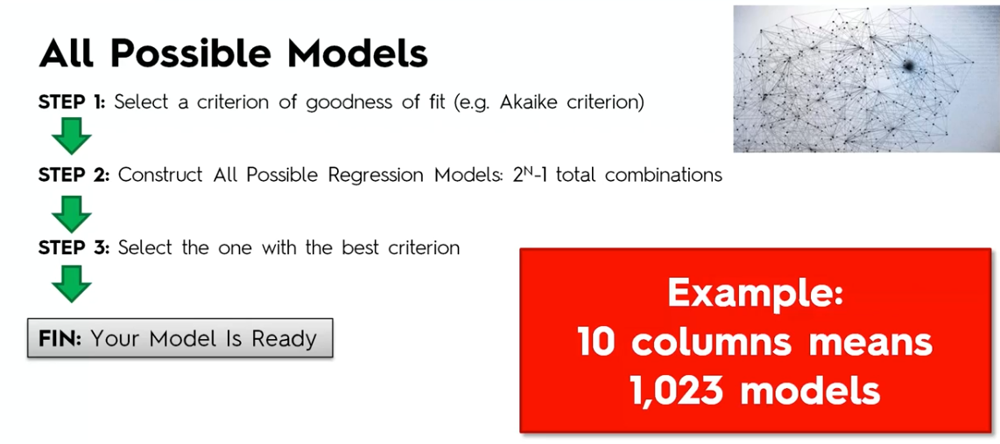 All Possible Models
STEP 1: Select a criterion of goodness of fit (e.g. Akaike criterion)
STEP 2: Construct All Possible Regression Models: 2ᴺ-1 total combinations
STEP 3: Select the one with the best criterion
FIN: Your Model Is Ready
Example:
10 columns means
1,023 models